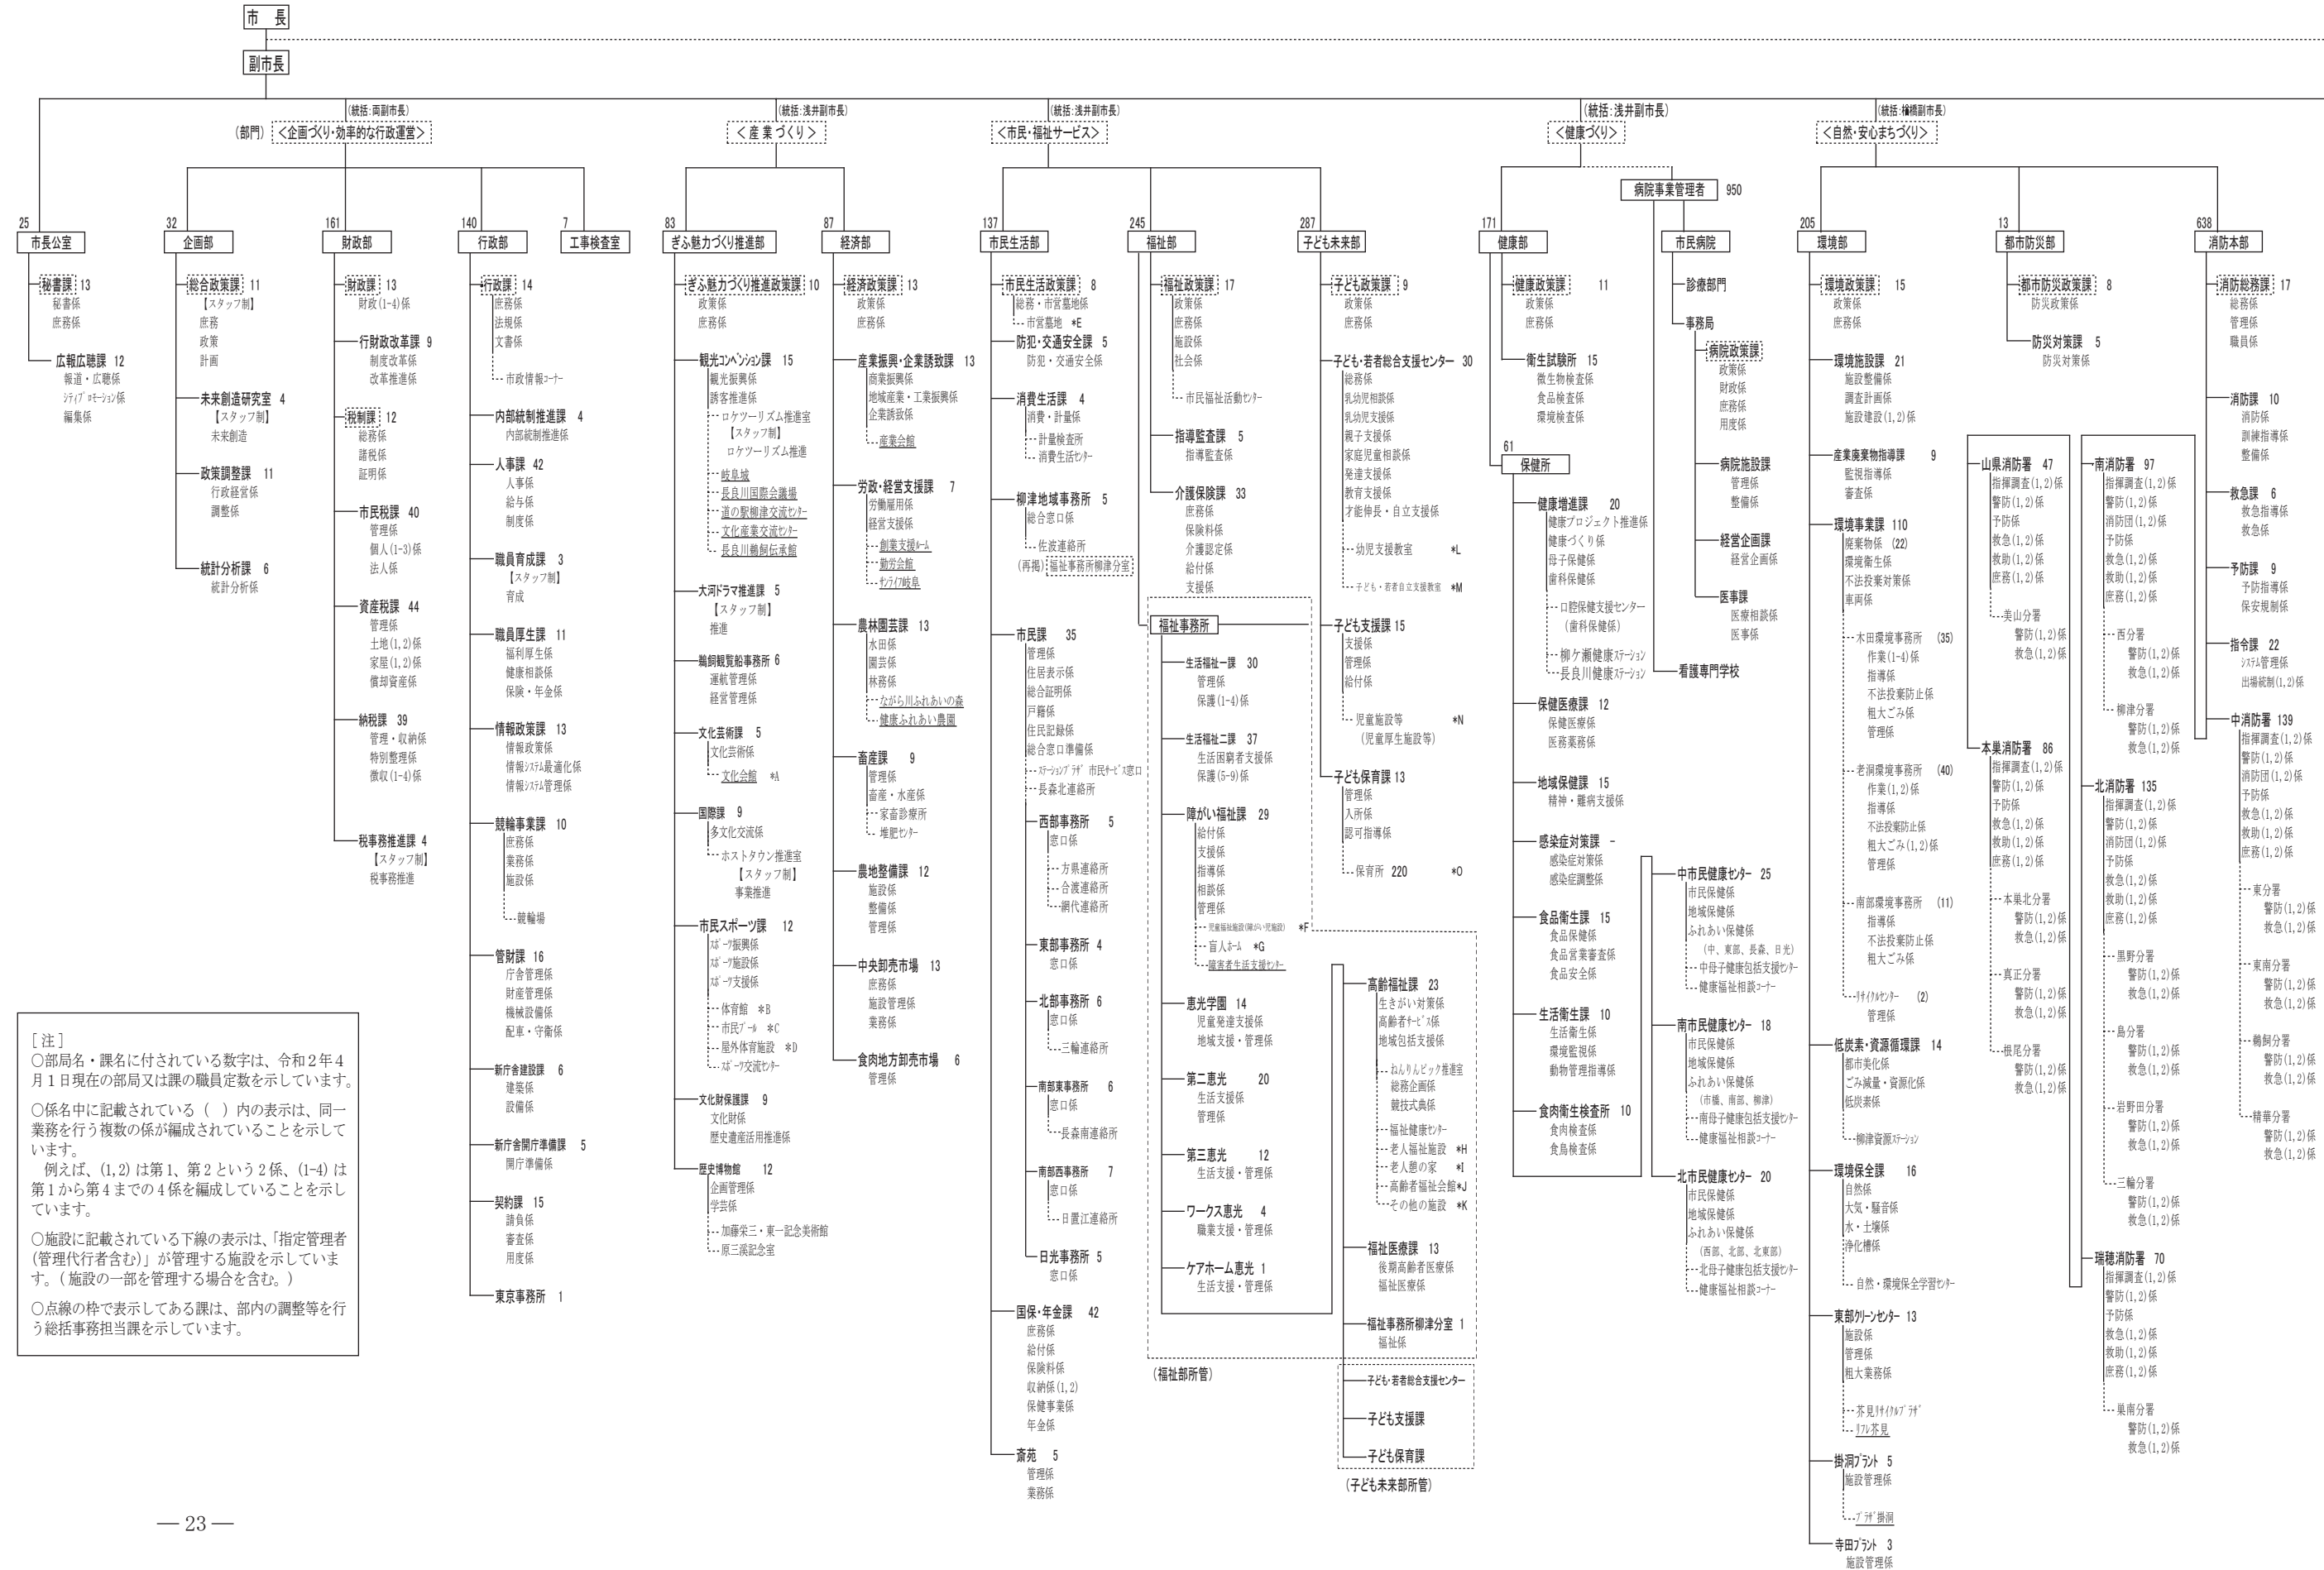 市　長
副市長
(統括:両副市長)
(部門)
＜企画づくり・効率的な行政運営＞
(統括:浅井副市長)
＜産業づくり＞
(統括:浅井副市長)
＜市民・福祉サービス＞
(統括:浅井副市長)
＜健康づくり＞
(統括:橋副市長)
＜自然・安心まちづくり＞
25
市長公室
秘書課 13
秘書係
庶務係
広報広聴課 12
報道・広聴係
シティプロモーション係
編集係
32
企画部
総合政策課 11
【スタッフ制】
庶務
政策
計画
未来創造研究室 4
【スタッフ制】
未来創造
政策調整課 11
行政経営係
調整係
統計分析課 6
統計分析係
161
財政部
財政課 13
財政(1-4)係
行財政改革課 9
制度改革係
改革推進係
税制課 12
総務係
諸税係
証明係
市民税課 40
管理係
個人(1-3)係
法人係
資産税課 44
管理係
土地(1,2)係
家屋(1,2)係
償却資産係
納税課 39
管理・収納係
特別整理係
徴収(1-4)係
税事務推進課 4
【スタッフ制】
税事務推進
140
行政部
行政課 14
庶務係
法規係
文書係
市政情報コーナー
内部統制推進課 4
内部統制推進係
人事課 42
人事係
給与係
制度係
職員育成課 3
【スタッフ制】
育成
職員厚生課 11
福利厚生係
健康相談係
保険・年金係
情報政策課 13
情報政策係
情報システム最適化係
情報システム管理係
競輪事業課 10
庶務係
業務係
施設係
競輪場
管財課 16
庁舎管理係
財産管理係
機械設備係
配車・守衛係
新庁舎建設課 6
建築係
設備係
新庁舎開庁準備課 5
開庁準備係
契約課 15
請負係
審査係
用度係
東京事務所 1
7
工事検査室
83
ぎふ魅力づくり推進部
ぎふ魅力づくり推進政策課 10
政策係
庶務係
観光コンベンション課 15
観光振興係
誘客推進係
ロケツーリズム推進室
【スタッフ制】
ロケツーリズム推進
岐阜城
長良川国際会議場
道の駅柳津交流センター
文化産業交流センター
長良川鵜飼伝承館
大河ドラマ推進課 5
【スタッフ制】
推進
鵜飼観覧船事務所 6
運航管理係
経営管理係
文化芸術課 5
文化芸術係
文化会館 *A
国際課 9
多文化交流係
ホストタウン推進室
【スタッフ制】
事業推進
市民スポーツ課 12
スポーツ振興係
スポーツ施設係
スポーツ支援係
体育館 *B
市民プール *C
屋外体育施設 *D
スポーツ交流センター
文化財保護課 9
文化財係
歴史遺産活用推進係
歴史博物館 12
企画管理係
学芸係
加藤栄三・東一記念美術館
原三溪記念室
87
経済部
経済政策課 13
政策係
庶務係
産業振興・企業誘致課 13
商業振興係
地域産業・工業振興係
企業誘致係
産業会館
労政・経営支援課 7
労働雇用係
経営支援係
創業支援ルーム
勤労会館
サンライフ岐阜
農林園芸課 13
水田係
園芸係
林務係
ながら川ふれあいの森
健康ふれあい農園
畜産課 9
管理係
畜産・水産係
家畜診療所
堆肥センター
農地整備課 12
施設係
整備係
管理係
中央卸売市場 13
庶務係
施設管理係
業務係
食肉地方卸売市場 6
管理係
137
市民生活部
市民生活政策課 8
総務・市営墓地係
市営墓地 *E
防犯・交通安全課 5
防犯・交通安全係
消費生活課 4
消費・計量係
計量検査所
消費生活センター
柳津地域事務所 5
総合窓口係
佐波連絡所
(再掲)福祉事務所柳津分室
市民課 35
管理係
住居表示係
総合証明係
戸籍係
住民記録係
総合窓口準備係
ステーションプラザ 市民サービス窓口
長森北連絡所
西部事務所 5
窓口係
方県連絡所
合渡連絡所
網代連絡所
東部事務所 4
窓口係
北部事務所 6
窓口係
三輪連絡所
南部東事務所 6
窓口係
長森南連絡所
南部西事務所 7
窓口係
日置江連絡所
日光事務所 5
窓口係
国保・年金課 42
庶務係
給付係
保険料係
収納係(1,2)
保健事業係
年金係
斎苑 5
管理係
業務係
245
福祉部
福祉政策課 17
政策係
庶務係
施設係
社会係
市民福祉活動センター
指導監査課 5
指導監査係
介護保険課 33
庶務係
保険料係
介護認定係
給付係
支援係
福祉事務所
生活福祉一課 30
管理係
保護(1-4)係
生活福祉二課 37
生活困窮者支援係
保護(5-9)係
障がい福祉課 29
給付係
支援係
指導係
相談係
管理係
児童福祉施設(障がい児施設) *F
盲人ホーム *G
障害者生活支援センター
恵光学園 14
児童発達支援係
地域支援・管理係
第二恵光 20
生活支援係
管理係
第三恵光 12
生活支援・管理係
ワークス恵光 4
職業支援・管理係
ケアホーム恵光 1
生活支援・管理係
(福祉部所管)
高齢福祉課 23
生きがい対策係
高齢者サービス係
地域包括支援係
ねんりんピック推進室
総務企画係
競技式典係
福祉健康センター
老人福祉施設 *H
老人憩の家 *I
高齢者福祉会館*J
その他の施設 *K
福祉医療課 13
後期高齢者医療係
福祉医療係
福祉事務所柳津分室 1
福祉係
子ども・若者総合支援センター
子ども支援課
子ども保育課
(子ども未来部所管)
287
子ども未来部
子ども政策課 9
政策係
庶務係
子ども・若者総合支援センター 30
総務係
乳幼児相談係
乳幼児支援係
親子支援係
家庭児童相談係
発達支援係
教育支援係
才能伸長・自立支援係
幼児支援教室 *L
子ども・若者自立支援教室 *M
子ども支援課 15
支援係
管理係
給付係
児童施設等 *N
(児童厚生施設等)
子ども保育課 13
管理係
入所係
認可指導係
保育所 220 *O
171
健康部
健康政策課 11
政策係
庶務係
衛生試験所 15
微生物検査係
食品検査係
環境検査係
61
保健所
健康増進課 20
健康プロジェクト推進係
健康づくり係
母子保健係
歯科保健係
口腔保健支援センター
(歯科保健係)
柳ケ瀬健康ステーション
長良川健康ステーション
保健医療課 12
保健医療係
医務薬務係
地域保健課 15
精神・難病支援係
感染症対策課 -
感染症対策係
感染症調整係
食品衛生課 15
食品保健係
食品営業審査係
食品安全係
生活衛生課 10
生活衛生係
環境監視係
動物管理指導係
食肉衛生検査所 10
食肉検査係
食鳥検査係
中市民健康センター 25
市民保健係
地域保健係
ふれあい保健係
(中、東部、長森、日光)
中母子健康包括支援センター
健康福祉相談コーナー
南市民健康センター 18
市民保健係
地域保健係
ふれあい保健係
(市橋、南部、柳津)
南母子健康包括支援センター
健康福祉相談コーナー
北市民健康センター 20
市民保健係
地域保健係
ふれあい保健係
(西部、北部、北東部)
北母子健康包括支援センター
健康福祉相談コーナー
病院事業管理者 950
市民病院
診療部門
事務局
病院政策課
政策係
財政係
庶務係
用度係
病院施設課
管理係
整備係
経営企画課
経営企画係
医事課
医療相談係
医事係
看護専門学校
205
環境部
環境政策課 15
政策係
庶務係
環境施設課 21
施設整備係
調査計画係
施設建設(1,2)係
産業廃棄物指導課 9
監視指導係
審査係
環境事業課 110
廃棄物係 (22)
環境衛生係
不法投棄対策係
車両係
木田環境事務所 (35)
作業(1-4)係
指導係
不法投棄防止係
粗大ごみ係
管理係
老洞環境事務所 (40)
作業(1,2)係
指導係
不法投棄防止係
粗大ごみ(1,2)係
管理係
南部環境事務所 (11)
指導係
不法投棄防止係
粗大ごみ係
リサイクルセンター (2)
管理係
低炭素・資源循環課 14
都市美化係
ごみ減量・資源化係
低炭素係
柳津資源ステーション
環境保全課 16
自然係
大気・騒音係
水・土壌係
浄化槽係
自然・環境保全学習センター
東部クリーンセンター 13
施設係
管理係
粗大業務係
芥見リサイクルプラザ
リフレ芥見
掛洞プラント 5
施設管理係
プラザ掛洞
寺田プラント 3
施設管理係
13
都市防災部
都市防災政策課 8
防災政策係
防災対策課 5
防災対策係
638
消防本部
消防総務課 17
総務係
管理係
職員係
消防課 10
消防係
訓練指導係
整備係
救急課 6
救急指導係
救急係
予防課 9
予防指導係
保安規制係
指令課 22
システム管理係
出場統制(1,2)係
中消防署 139
指揮調査(1,2)係
警防(1,2)係
消防団(1,2)係
予防係
救急(1,2)係
救助(1,2)係
庶務(1,2)係
東分署
警防(1,2)係
救急(1,2)係
東南分署
警防(1,2)係
救急(1,2)係
鵜飼分署
警防(1,2)係
救急(1,2)係
精華分署
警防(1,2)係
救急(1,2)係
南消防署 97
指揮調査(1,2)係
警防(1,2)係
消防団(1,2)係
予防係
救急(1,2)係
救助(1,2)係
庶務(1,2)係
西分署
警防(1,2)係
救急(1,2)係
柳津分署
警防(1,2)係
救急(1,2)係
北消防署 135
指揮調査(1,2)係
警防(1,2)係
消防団(1,2)係
予防係
救急(1,2)係
救助(1,2)係
庶務(1,2)係
黒野分署
警防(1,2)係
救急(1,2)係
島分署
警防(1,2)係
救急(1,2)係
岩野田分署
警防(1,2)係
救急(1,2)係
三輪分署
警防(1,2)係
救急(1,2)係
瑞穂消防署 70
指揮調査(1,2)係
警防(1,2)係
予防係
救急(1,2)係
救助(1,2)係
庶務(1,2)係
巣南分署
警防(1,2)係
救急(1,2)係
山県消防署 47
指揮調査(1,2)係
警防(1,2)係
予防係
救急(1,2)係
救助(1,2)係
庶務(1,2)係
美山分署
警防(1,2)係
救急(1,2)係
本巣消防署 86
指揮調査(1,2)係
警防(1,2)係
予防係
救急(1,2)係
救助(1,2)係
庶務(1,2)係
本巣北分署
警防(1,2)係
救急(1,2)係
真正分署
警防(1,2)係
救急(1,2)係
根尾分署
警防(1,2)係
救急(1,2)係
［注］
○部局名・課名に付されている数字は、令和２年４
月１日現在の部局又は課の職員定数を示しています。
○係名中に記載されている（　）内の表示は、同一
業務を行う複数の係が編成されていることを示して
います。
例えば、(1,2) は第１、第２という２係、(1-4) は
第１から第４までの４係を編成していることを示し
ています。
○施設に記載されている下線の表示は、「指定管理者
(管理代行者含む)」が管理する施設を示していま
す。（施設の一部を管理する場合を含む。）
○点線の枠で表示してある課は、部内の調整等を行
う総括事務担当課を示しています。
― 23 ―